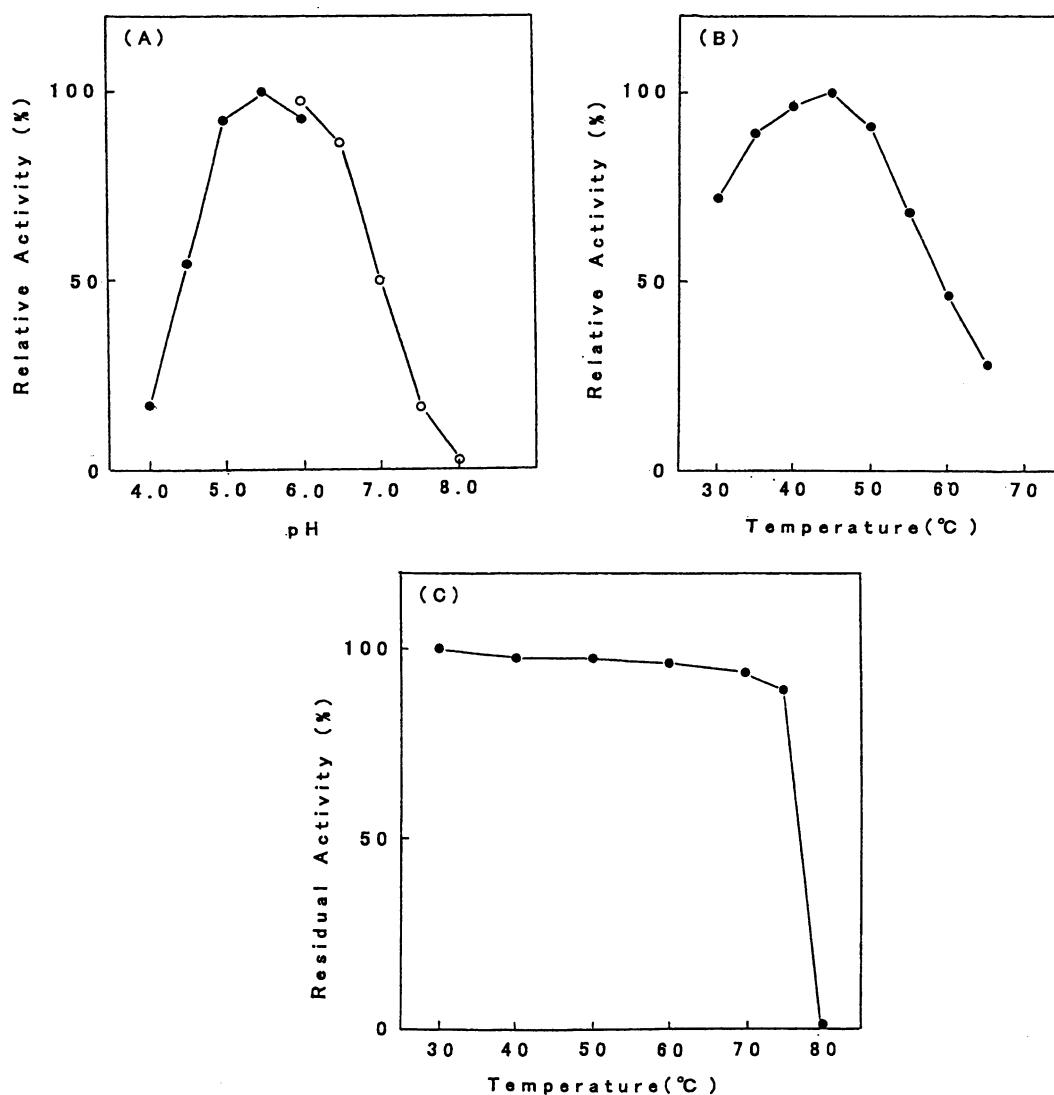 (A)
Relative Activity (%)
100
50
0
4.0 5.0 6.0 7.0 8.0
pH
(B)
Relative Activity (%)
100
50
0
30 40 50 60 70
Temperature(℃)
(C)
Residual Activity (%)
100
50
0
30 40 50 60 70 80
Temperature(℃)